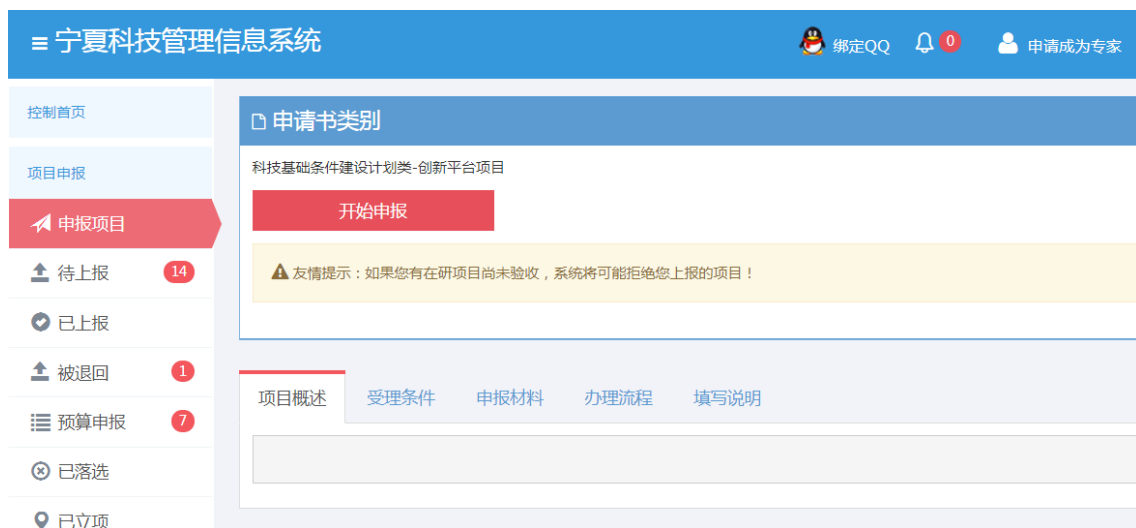 宁夏科技管理信息系统
绑定QQ
0
申请成为专家
控制首页
项目申报
申报项目
待上报 14
已上报
被退回 1
预算申报 7
已落选
已立项
申请书类别
科技基础条件建设计划类-创新平台项目
开始申报
友情提示：如果您有在研项目尚未验收，系统将可能拒绝您上报的项目！
项目概述 受理条件 申报材料 办理流程 填写说明